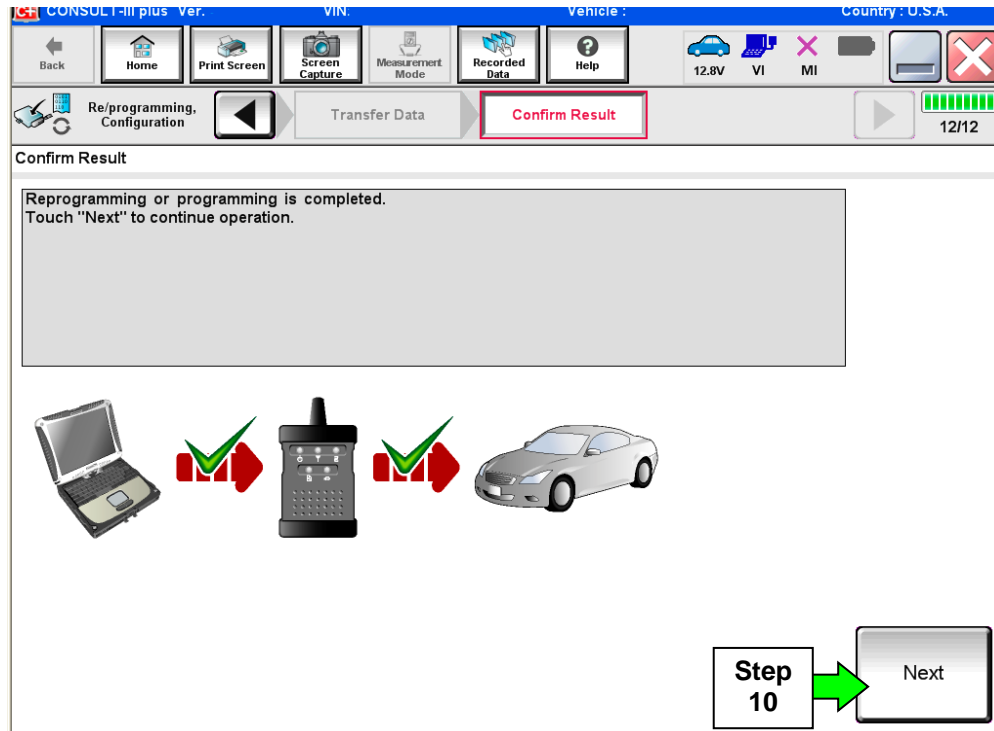 CONSULT-III plus Ver. VIN: Vehicle : Country : U.S.A.
Back
Home
Print Screen
Screen
Capture
Measurement
Mode
Recorded
Data
Help
12.8V
VI
MI
Re/programming,
Configuration
Transfer Data
Confirm Result
12/12
Confirm Result
Reprogramming or programming is completed.
Touch "Next" to continue operation.
Step
10
Next